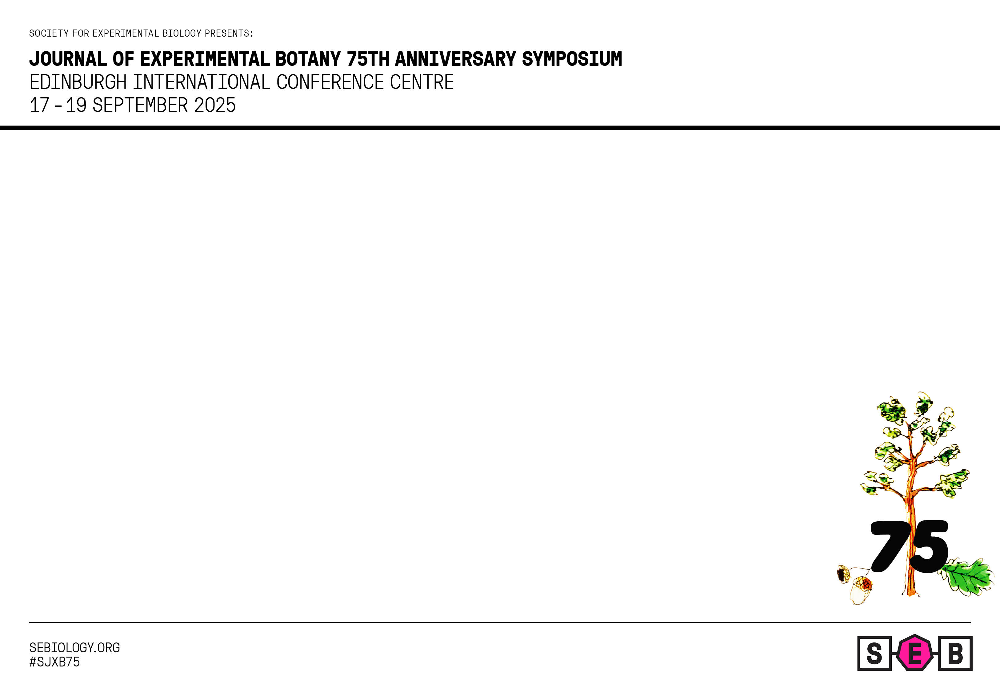 SOCIETY FOR EXPERIMENTAL BIOLOGY PRESENTS:
JOURNAL OF EXPERIMENTAL BOTANY 75TH ANNIVERSARY SYMPOSIUM
EDINBURGH INTERNATIONAL CONFERENCE CENTRE
17 - 19 SEPTEMBER 2025
75
SEBIOLOGY.ORG
#SJXB75
S E B